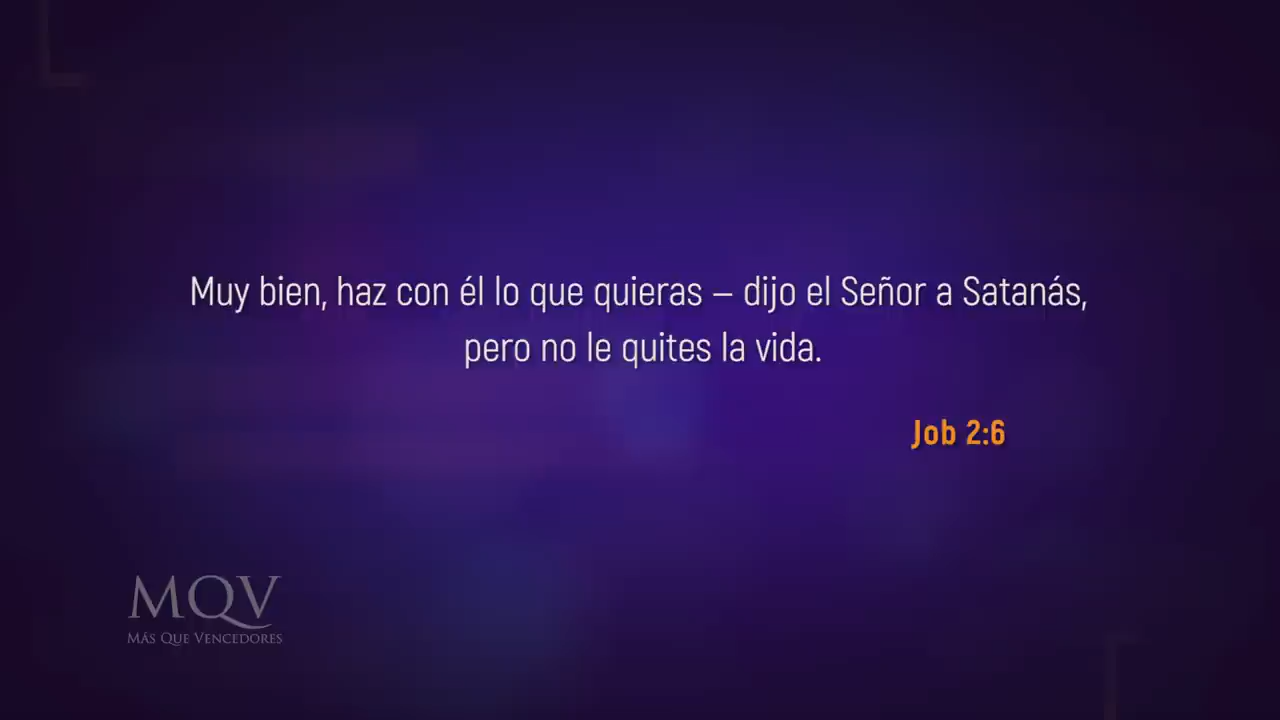 Muy bien, haz con él lo que quieras – dijo el Señor a Satanás,
pero no le quites la vida.
Job 2:6
MQV
MÁS QUE VENCEDORES